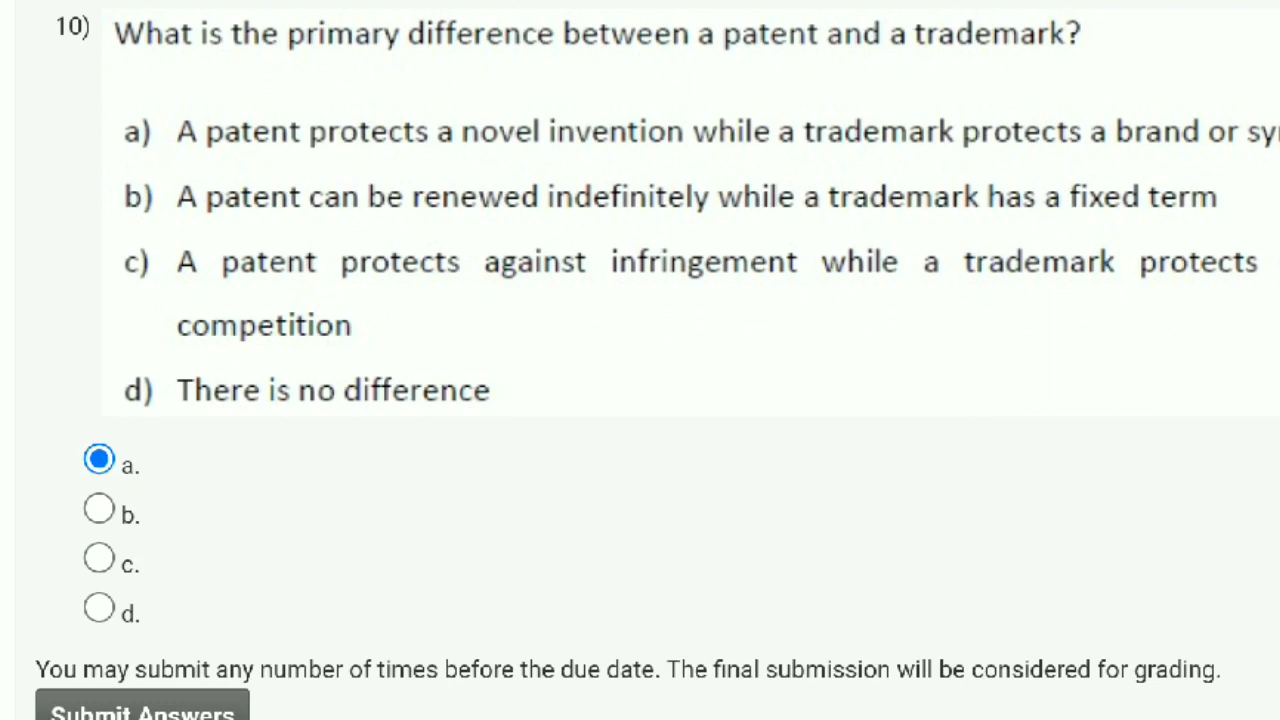 10) What is the primary difference between a patent and a trademark?
a) A patent protects a novel invention while a trademark protects a brand or
b) A patent can be renewed indefinitely while a trademark has a fixed term
c) A patent protects against infringement while a trademark protects
competition
d) There is no difference
a.
b.
c.
d.
You may submit any number of times before the due date. The final submission will be considered for grading.
Submit Answers